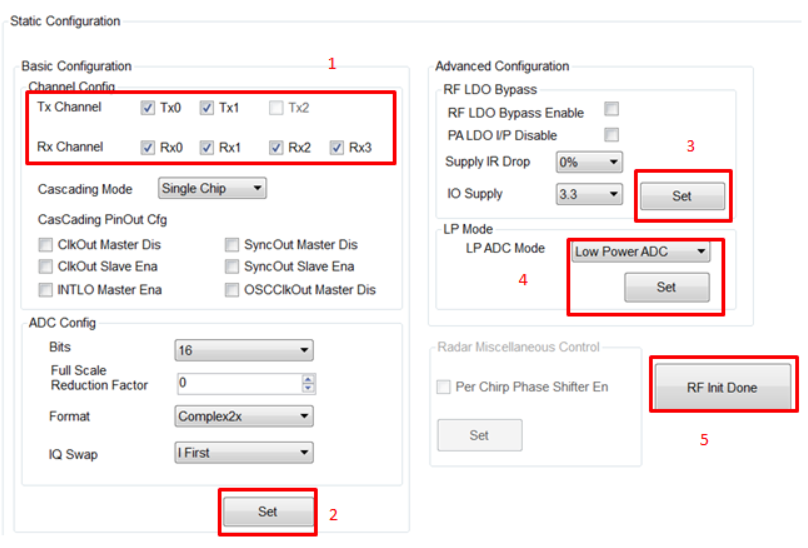 Static Configuration
Basic Configuration
1
Channel Config
Tx Channel Tx0 Tx1 Tx2
Rx Channel Rx0 Rx1 Rx2 Rx3
Cascading Mode Single Chip
CasCading PinOut Cfg
ClkOut Master Dis SyncOut Master Dis
ClkOut Slave Ena SyncOut Slave Ena
INTLO Master Ena OSCClkOut Master Dis
ADC Config
Bits 16
Full Scale
Reduction Factor 0
Format Complex2x
IQ Swap I First
Set 2
Advanced Configuration
RF LDO Bypass
RF LDO Bypass Enable
PA LDO I/P Disable
Supply IR Drop 0%
3
IO Supply 3.3 Set
LP Mode
LP ADC Mode Low Power ADC
4 Set
Radar Miscellaneous Control
Per Chirp Phase Shifter En
Set
RF Init Done
5